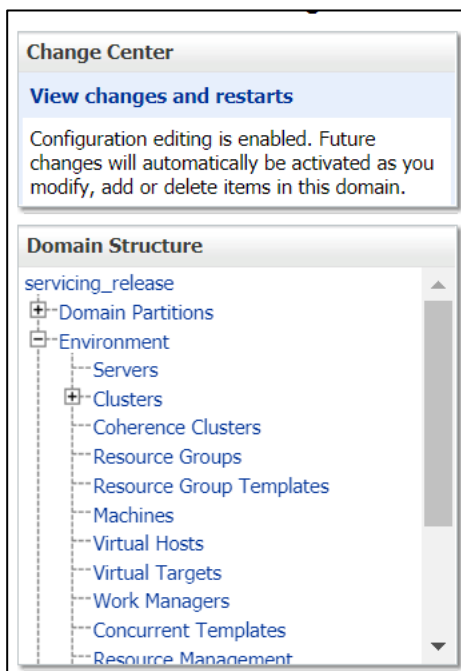 Change Center
View changes and restarts
Configuration editing is enabled. Future
changes will automatically be activated as you
modify, add or delete items in this domain.
Domain Structure
servicing_release
Domain Partitions
Environment
Servers
Clusters
Coherence Clusters
Resource Groups
Resource Group Templates
Machines
Virtual Hosts
Virtual Targets
Work Managers
Concurrent Templates
Resource Management